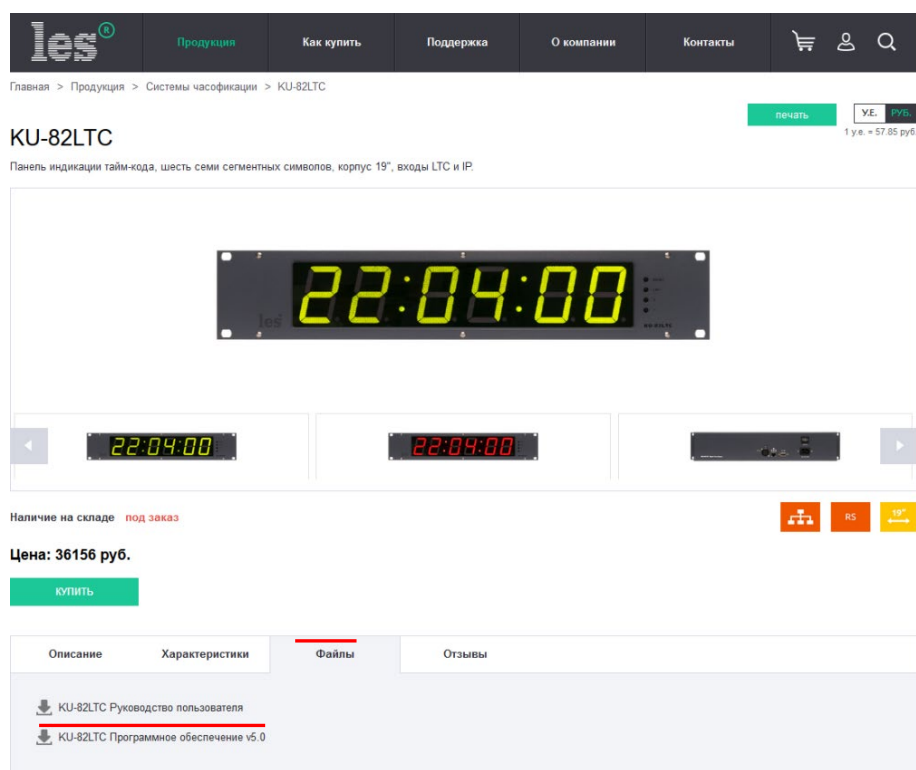 les®
Продукция Как купить Поддержка О компании Контакты
Главная > Продукция > Системы часофикации > KU-82LTC
печать У.Е. РУБ.
1 у.е. = 57.85 руб.
KU-82LTC
Панель индикации тайм-кода, шесть семи сегментных символов, корпус 19", входы LTC и IP.
22:04:00
les
22:04:00 22:04:00
Наличие на складе под заказ
RS 19"
Цена: 36156 руб.
КУПИТЬ
Описание Характеристики Файлы Отзывы
KU-82LTC Руководство пользователя
KU-82LTC Программное обеспечение v5.0